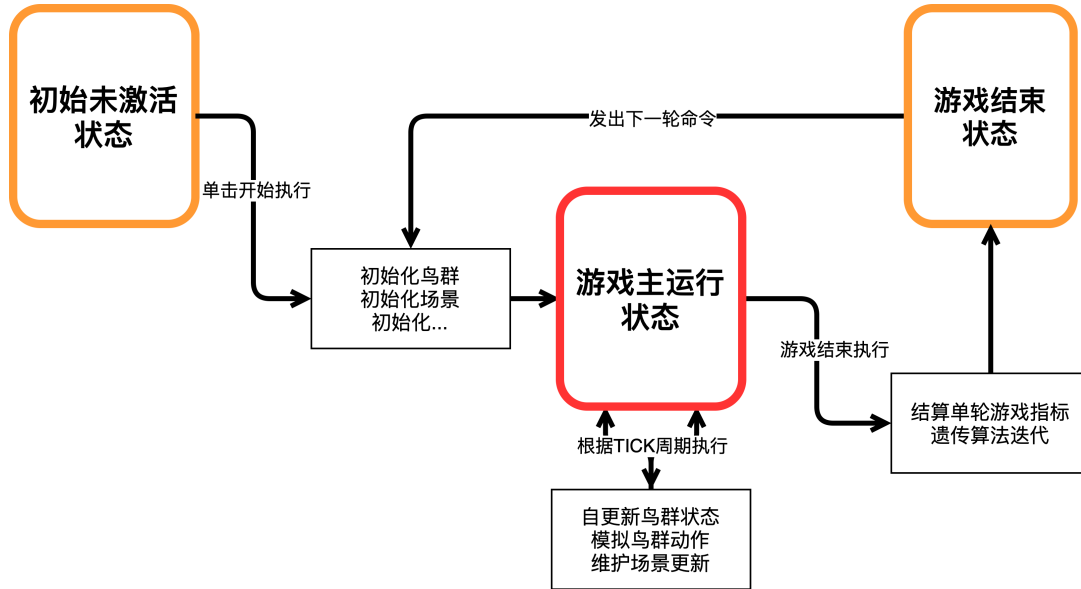 初始未激活
状态
游戏结束
状态
发出下一轮命令
单击开始执行
初始化鸟群
初始化场景
初始化...
游戏主运行
状态
游戏结束执行
结算单轮游戏指标
遗传算法迭代
根据TICK周期执行
自更新鸟群状态
模拟鸟群动作
维护场景更新